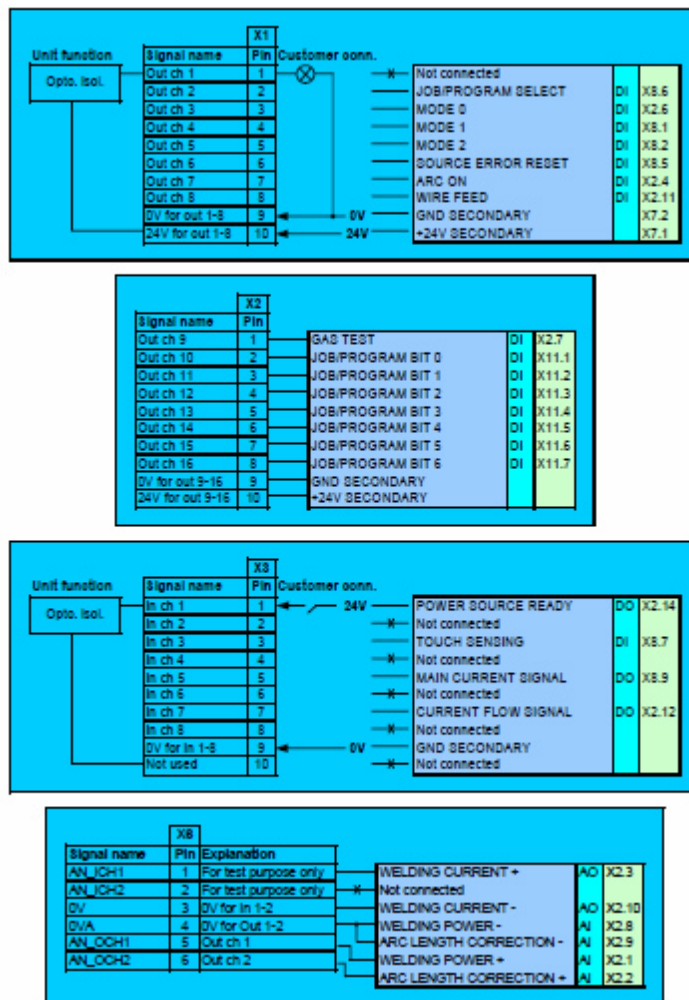 X1
Unit function Signal name Pin Customer conn.
Opto. isol.
Out ch 1 1 Not connected
Out ch 2 2 JOB/PROGRAM SELECT DI X8.6
Out ch 3 3 MODE 0 DI X2.6
Out ch 4 4 MODE 1 DI X8.1
Out ch 5 5 MODE 2 DI X8.2
Out ch 6 6 SOURCE ERROR RESET DI X8.5
Out ch 7 7 ARC ON DI X2.4
Out ch 8 8 WIRE FEED DI X2.11
0V for out 1-8 9 0V GND SECONDARY X7.2
24V for out 1-8 10 24V +24V SECONDARY X7.1
X2
Signal name Pin
Out ch 9 1 GAS TEST DI X2.7
Out ch 10 2 JOB/PROGRAM BIT 0 DI X11.1
Out ch 11 3 JOB/PROGRAM BIT 1 DI X11.2
Out ch 12 4 JOB/PROGRAM BIT 2 DI X11.3
Out ch 13 5 JOB/PROGRAM BIT 3 DI X11.4
Out ch 14 6 JOB/PROGRAM BIT 4 DI X11.5
Out ch 15 7 JOB/PROGRAM BIT 5 DI X11.6
Out ch 16 8 JOB/PROGRAM BIT 6 DI X11.7
0V for out 9-16 9 GND SECONDARY
24V for out 9-16 10 +24V SECONDARY
X3
Unit function Signal name Pin Customer conn.
Opto. isol.
In ch 1 1 24V POWER SOURCE READY DO X2.14
In ch 2 2 Not connected
In ch 3 3 TOUCH SENSING DI X8.7
In ch 4 4 Not connected
In ch 5 5 MAIN CURRENT SIGNAL DO X8.9
In ch 6 6 Not connected
In ch 7 7 CURRENT FLOW SIGNAL DO X2.12
In ch 8 8 Not connected
0V for in 1-8 9 0V GND SECONDARY
Not used 10 Not connected
X6
Signal name Pin Explanation
AN_ICH1 1 For test purpose only WELDING CURRENT + AO X2.3
AN_ICH2 2 For test purpose only Not connected
0V 3 0V for In 1-2 WELDING CURRENT - AO X2.10
0VA 4 0V for Out 1-2 WELDING POWER - AI X2.8
ARC LENGTH CORRECTION - AI X2.9
AN_OCH1 5 Out ch 1 WELDING POWER + AI X2.1
AN_OCH2 6 Out ch 2 ARC LENGTH CORRECTION + AI X2.2